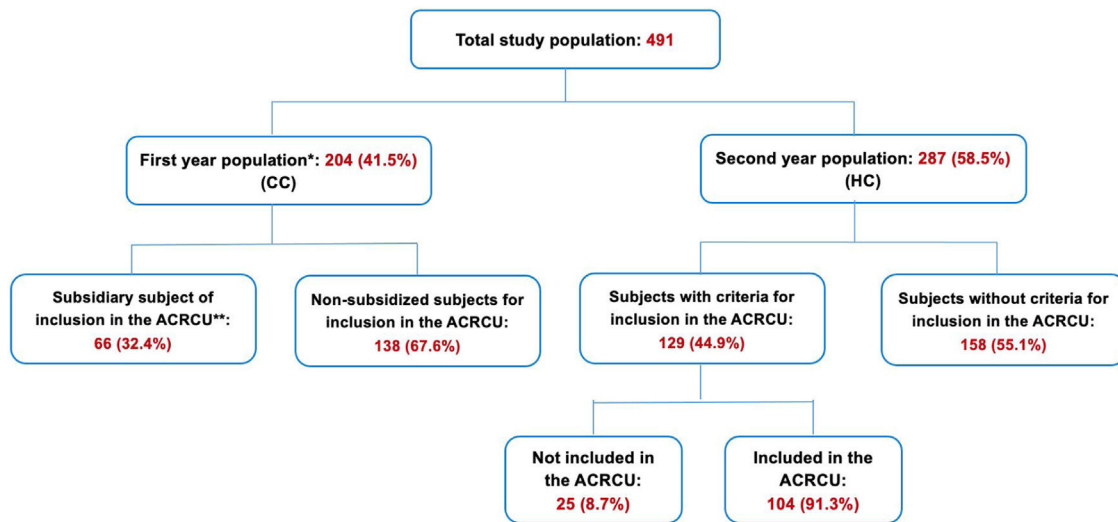 Total study population: 491
First year population*: 204 (41.5%)
(CC)
Second year population: 287 (58.5%)
(HC)
Subsidiary subject of
inclusion in the ACRCU**:
66 (32.4%)
Non-subsidized subjects for
inclusion in the ACRCU:
138 (67.6%)
Subjects with criteria for
inclusion in the ACRCU:
129 (44.9%)
Subjects without criteria for
inclusion in the ACRCU:
158 (55.1%)
Not included in
the ACRCU:
25 (8.7%)
Included in the
ACRCU:
104 (91.3%)